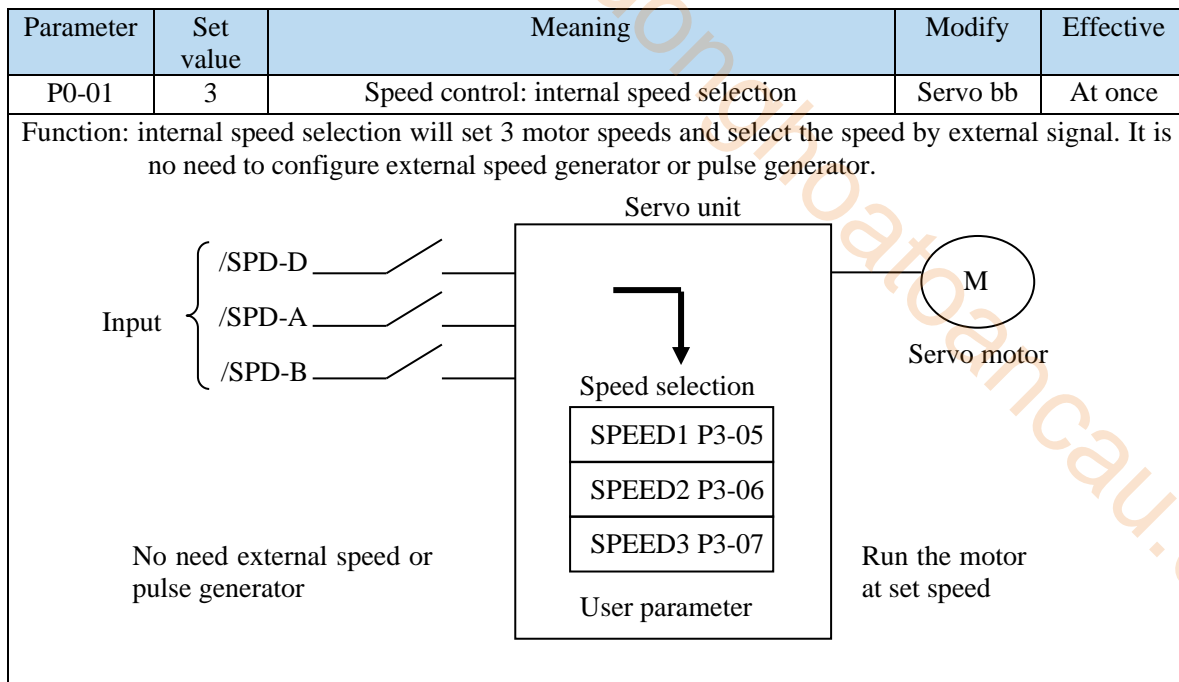 Parameter Set value Meaning Modify Effective
P0-01 3 Speed control: internal speed selection Servo bb At once
Function: internal speed selection will set 3 motor speeds and select the speed by external signal. It is
no need to configure external speed generator or pulse generator.
Servo unit
/SPD-D
Input /SPD-A
/SPD-B
M
Servo motor
Speed selection
SPEED1 P3-05
SPEED2 P3-06
SPEED3 P3-07
No need external speed or
pulse generator
Run the motor
at set speed
User parameter
onghoatoancau.